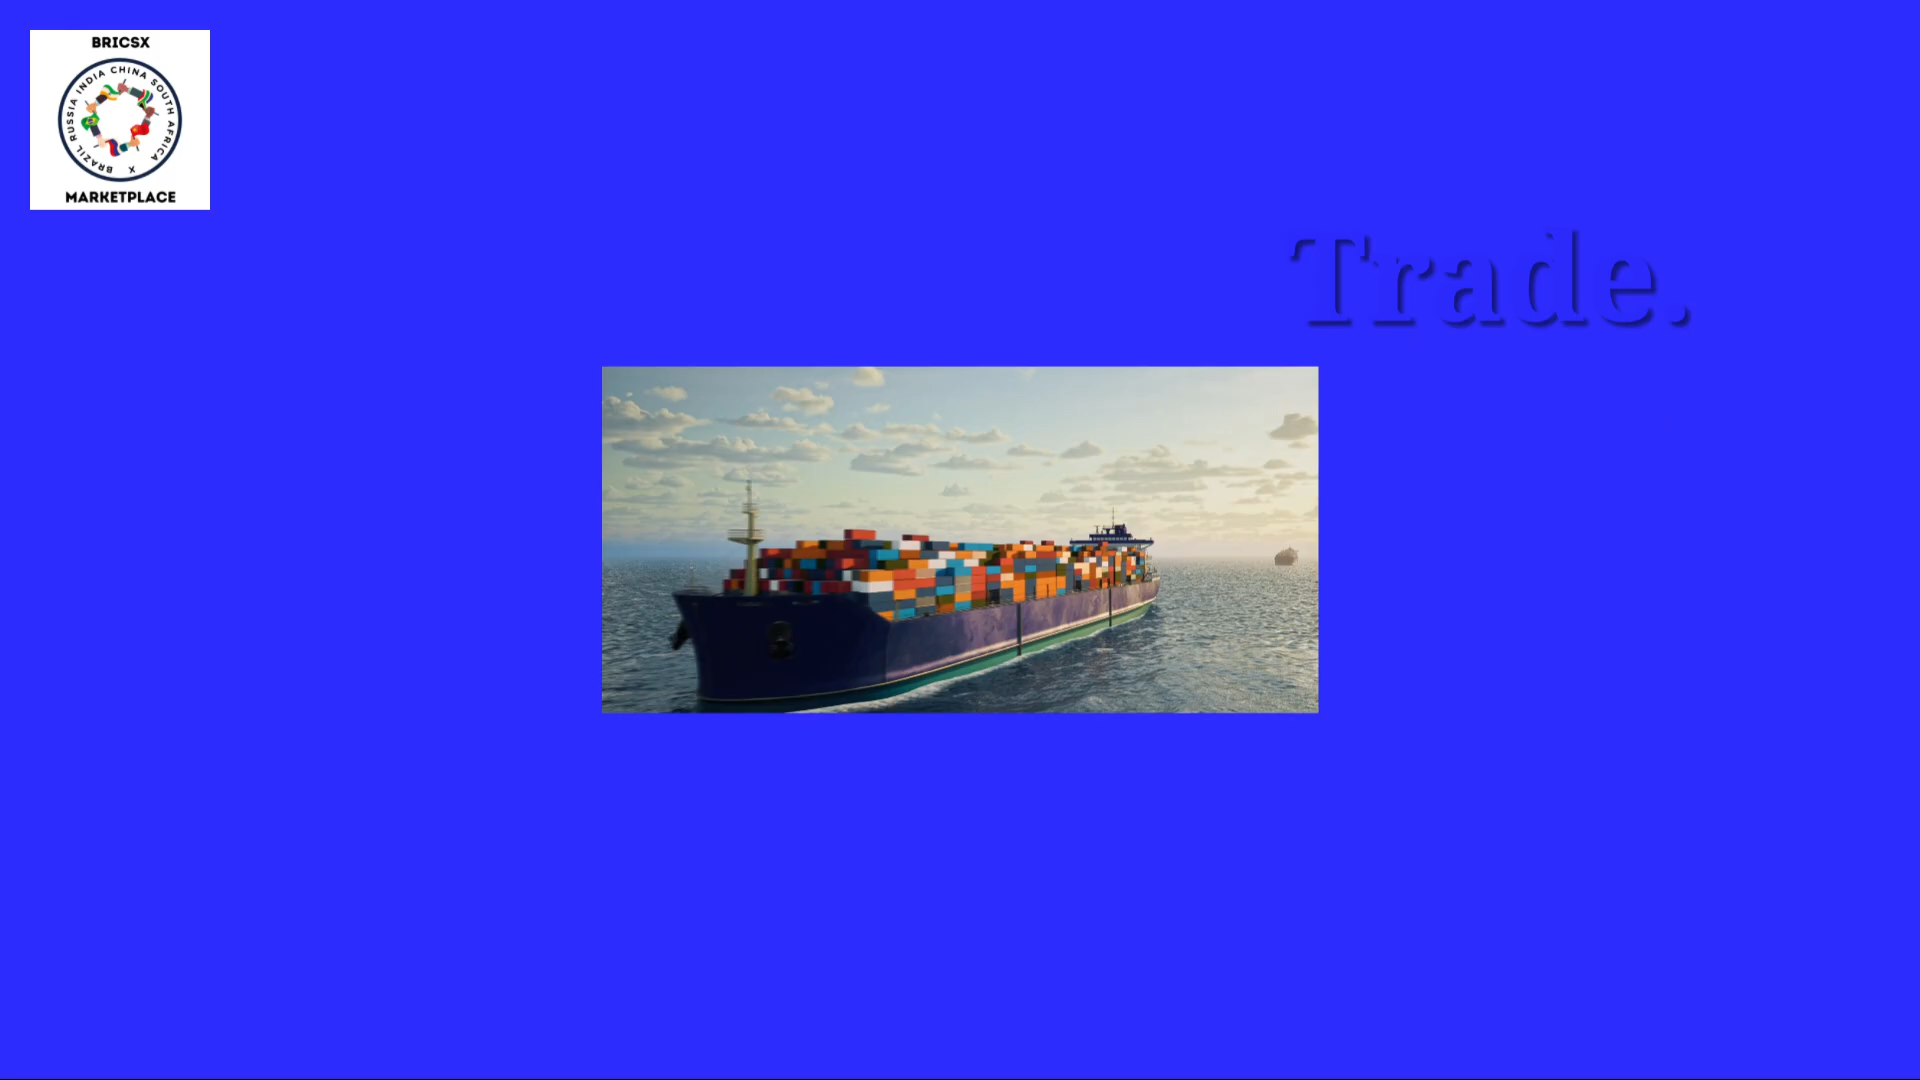 BRICSX
BRAZIL RUSSIA INDIA CHINA SOUTH AFRICA X
MARKETPLACE
Trade.